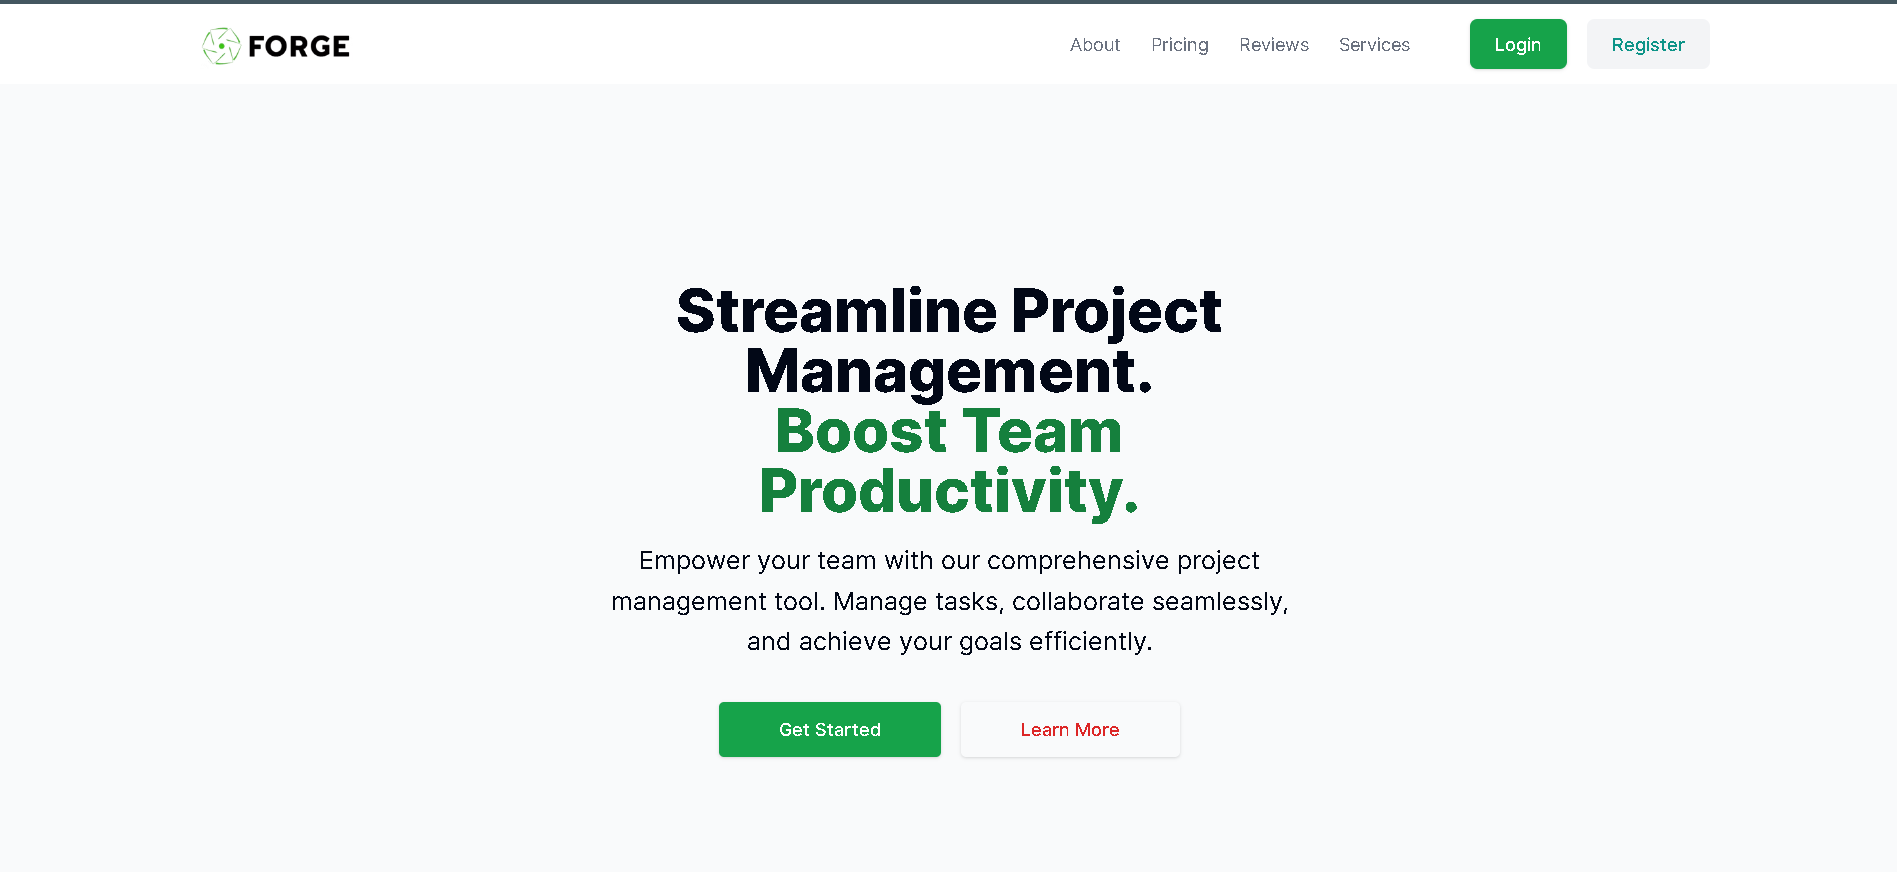 FORGE
About Pricing Reviews Services Login Register
Streamline Project
Management.
Boost Team
Productivity.
Empower your team with our comprehensive project
management tool. Manage tasks, collaborate seamlessly,
and achieve your goals efficiently.
Get Started Learn More